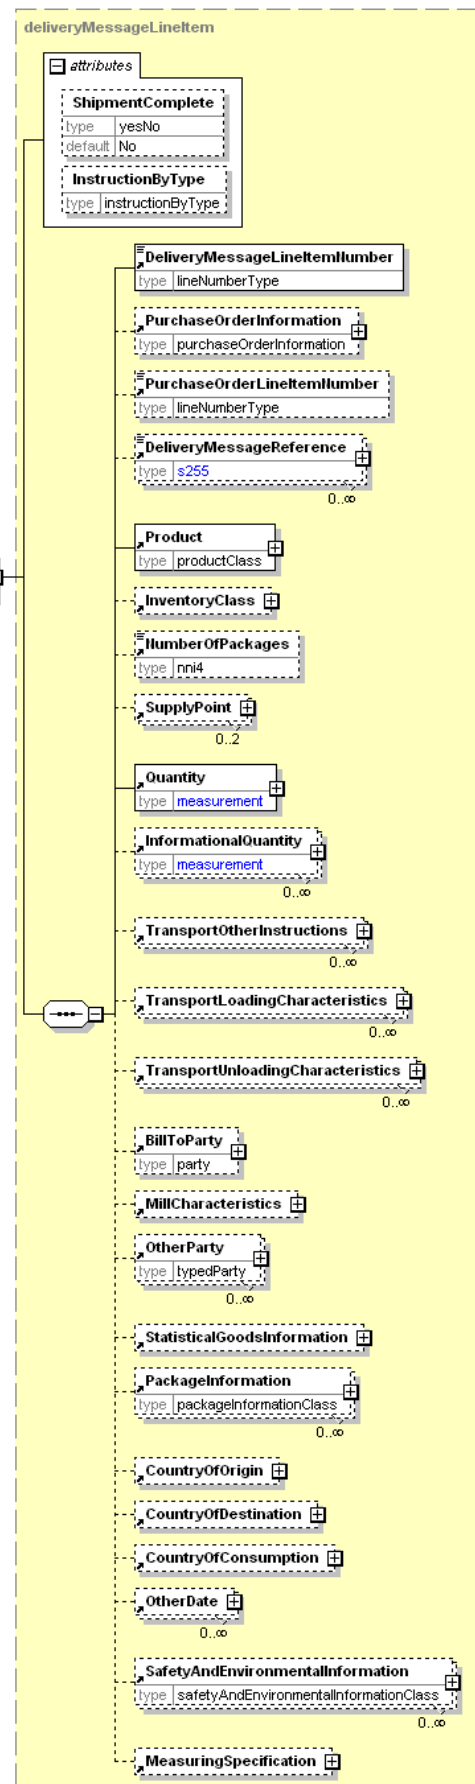 deliveryMessageLineItem
attributes
ShipmentComplete
type yesNo
default No
InstructionByType
type instructionByType
DeliveryMessageLineItemNumber
type lineNumberType
PurchaseOrderInformation
type purchaseOrderInformation
PurchaseOrderLineItemNumber
type lineNumberType
DeliveryMessageReference
type s255
0..∞
Product
type productClass
InventoryClass
NumberOfPackages
type nni4
SupplyPoint
0..2
Quantity
type measurement
InformationalQuantity
type measurement
0..∞
TransportOtherInstructions
0..∞
TransportLoadingCharacteristics
0..∞
TransportUnloadingCharacteristics
0..∞
BillToParty
type party
MillCharacteristics
OtherParty
type typedParty
0..∞
StatisticalGoodsInformation
PackageInformation
type packageInformationClass
0..∞
CountryOfOrigin
CountryOfDestination
CountryOfConsumption
OtherDate
0..∞
SafetyAndEnvironmentalInformation
type safetyAndEnvironmentalInformationClass
0..∞
MeasuringSpecification